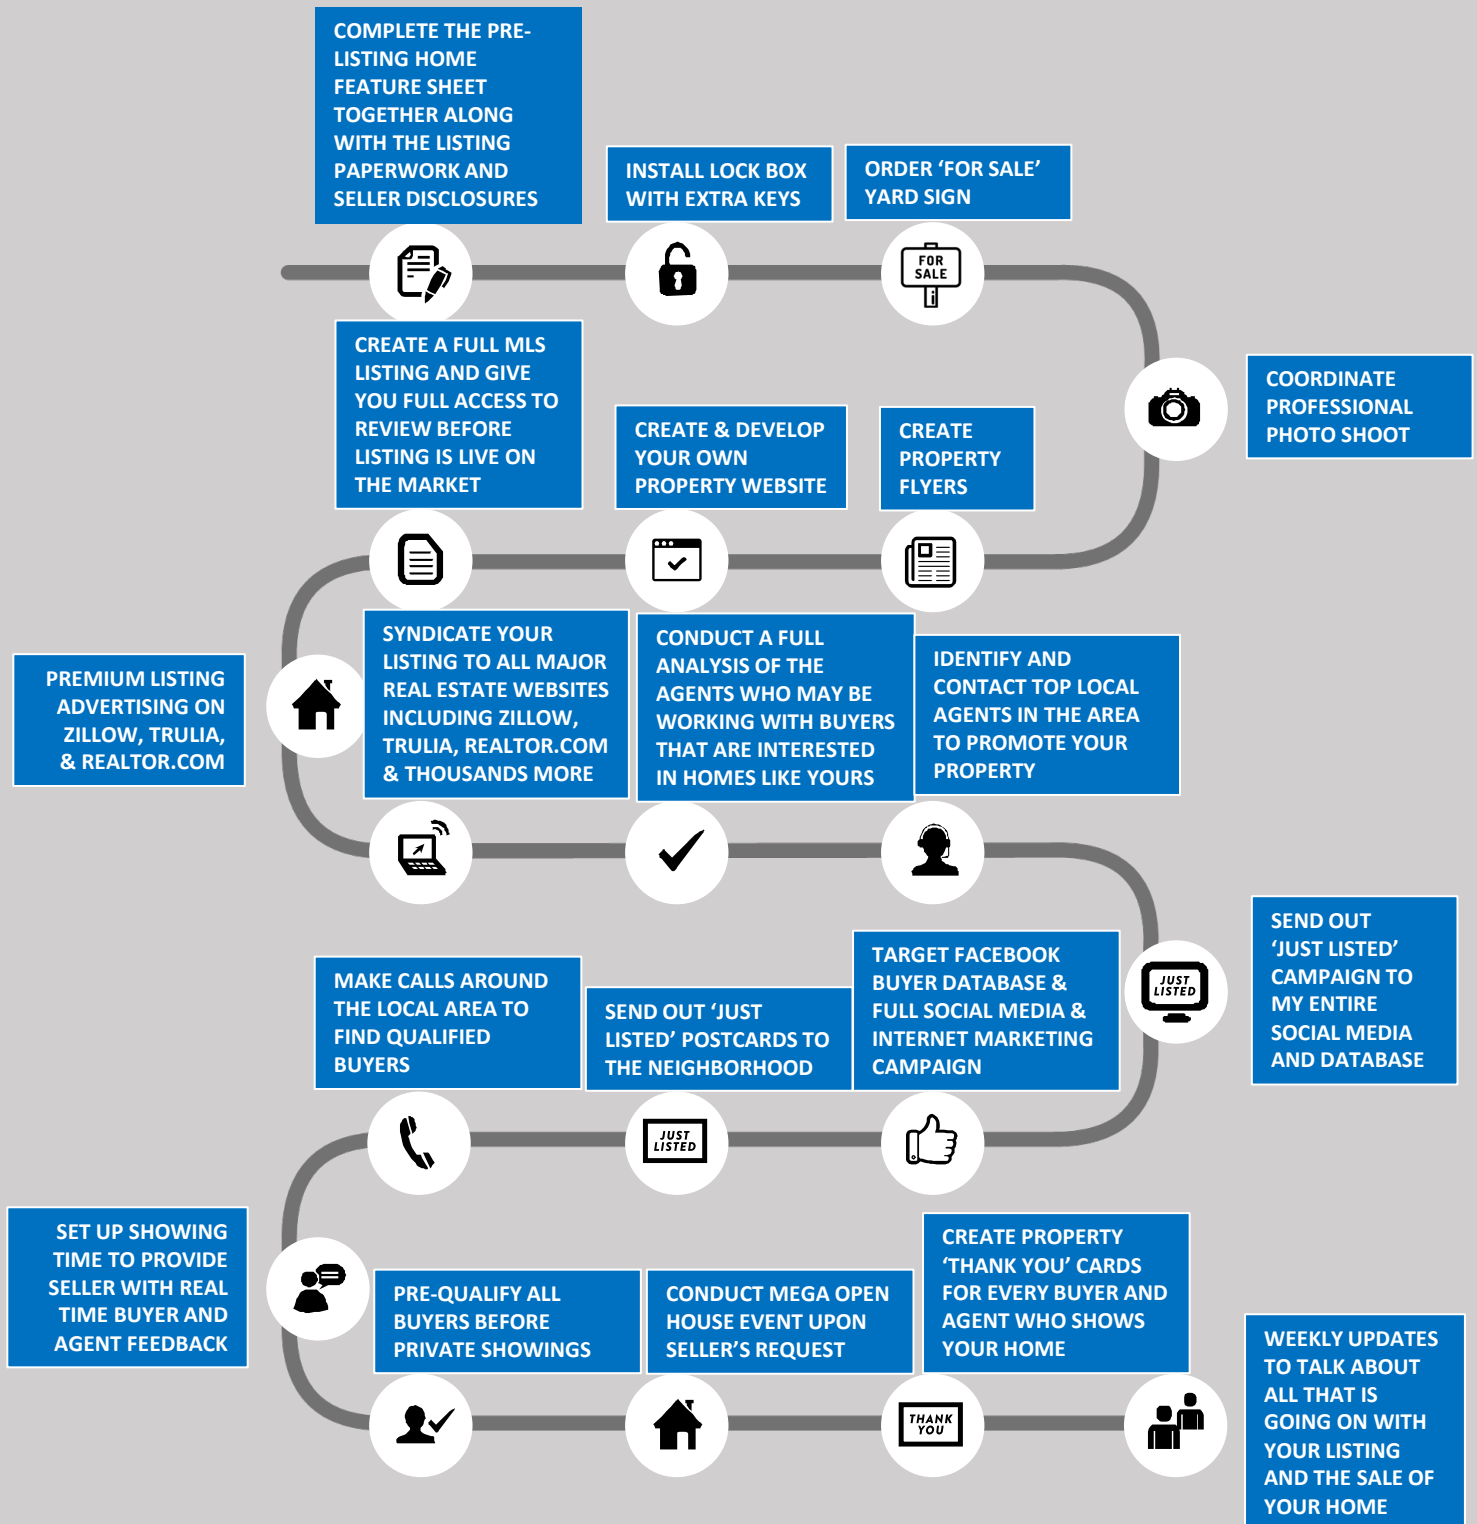 COMPLETE THE PRE-
LISTING HOME
FEATURE SHEET
TOGETHER ALONG
WITH THE LISTING
PAPERWORK AND
SELLER DISCLOSURES
INSTALL LOCK BOX
WITH EXTRA KEYS
ORDER ‘FOR SALE’
YARD SIGN
FOR
SALE
COORDINATE
PROFESSIONAL
PHOTO SHOOT
CREATE
PROPERTY
FLYERS
CREATE & DEVELOP
YOUR OWN
PROPERTY WEBSITE
CREATE A FULL MLS
LISTING AND GIVE
YOU FULL ACCESS TO
REVIEW BEFORE
LISTING IS LIVE ON
THE MARKET
PREMIUM LISTING
ADVERTISING ON
ZILLOW, TRULIA,
& REALTOR.COM
SYNDICATE YOUR
LISTING TO ALL MAJOR
REAL ESTATE WEBSITES
INCLUDING ZILLOW,
TRULIA, REALTOR.COM
& THOUSANDS MORE
CONDUCT A FULL
ANALYSIS OF THE
AGENTS WHO MAY BE
WORKING WITH BUYERS
THAT ARE INTERESTED
IN HOMES LIKE YOURS
IDENTIFY AND
CONTACT TOP LOCAL
AGENTS IN THE AREA
TO PROMOTE YOUR
PROPERTY
SEND OUT
‘JUST LISTED’
CAMPAIGN TO
MY ENTIRE
SOCIAL MEDIA
AND DATABASE
JUST
LISTED
TARGET FACEBOOK
BUYER DATABASE &
FULL SOCIAL MEDIA &
INTERNET MARKETING
CAMPAIGN
SEND OUT ‘JUST
LISTED’ POSTCARDS TO
THE NEIGHBORHOOD
JUST
LISTED
MAKE CALLS AROUND
THE LOCAL AREA TO
FIND QUALIFIED
BUYERS
SET UP SHOWING
TIME TO PROVIDE
SELLER WITH REAL
TIME BUYER AND
AGENT FEEDBACK
PRE-QUALIFY ALL
BUYERS BEFORE
PRIVATE SHOWINGS
CONDUCT MEGA OPEN
HOUSE EVENT UPON
SELLER’S REQUEST
CREATE PROPERTY
‘THANK YOU’ CARDS
FOR EVERY BUYER AND
AGENT WHO SHOWS
YOUR HOME
THANK
YOU
WEEKLY UPDATES
TO TALK ABOUT
ALL THAT IS
GOING ON WITH
YOUR LISTING
AND THE SALE OF
YOUR HOME